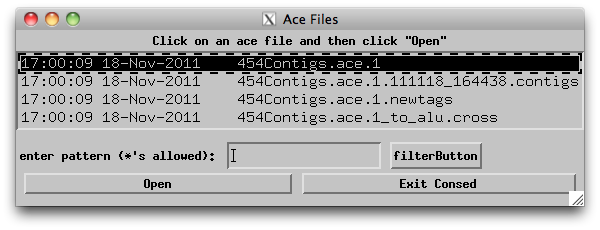 Ace Files
Click on an ace file and then click "Open"
17:00:09 18-Nov-2011 454Contigs.ace.1
17:00:09 18-Nov-2011 454Contigs.ace.1.111118_164438.contigs
17:00:09 18-Nov-2011 454Contigs.ace.1.newtags
17:00:09 18-Nov-2011 454Contigs.ace.1_to_alu.cross
enter pattern (*'s allowed): filterButton
Open Exit Consed